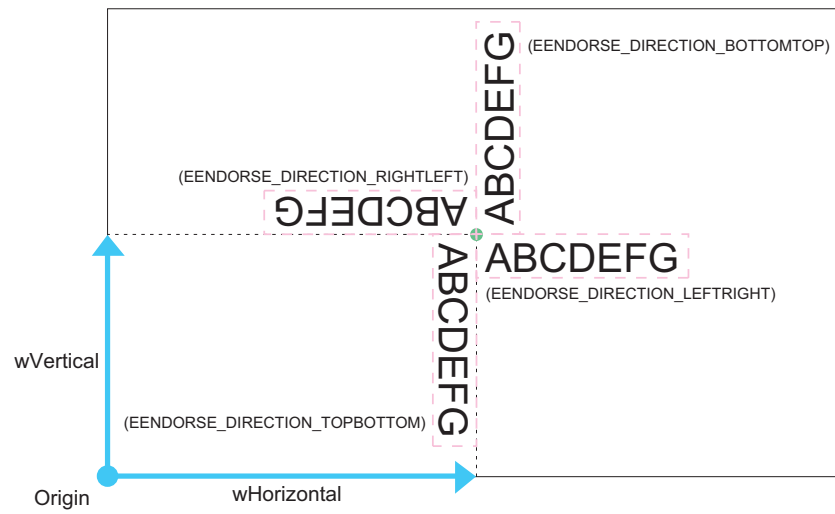 ABCDEFG
(EENDORSE_DIRECTION_BOTTOMTOP)
(EENDORSE_DIRECTION_RIGHTLEFT)
ABCDEFG
ABCDEFG
(EENDORSE_DIRECTION_LEFTRIGHT)
ABCDEFG
wVertical
(EENDORSE_DIRECTION_TOPBOTTOM)
Origin
wHorizontal